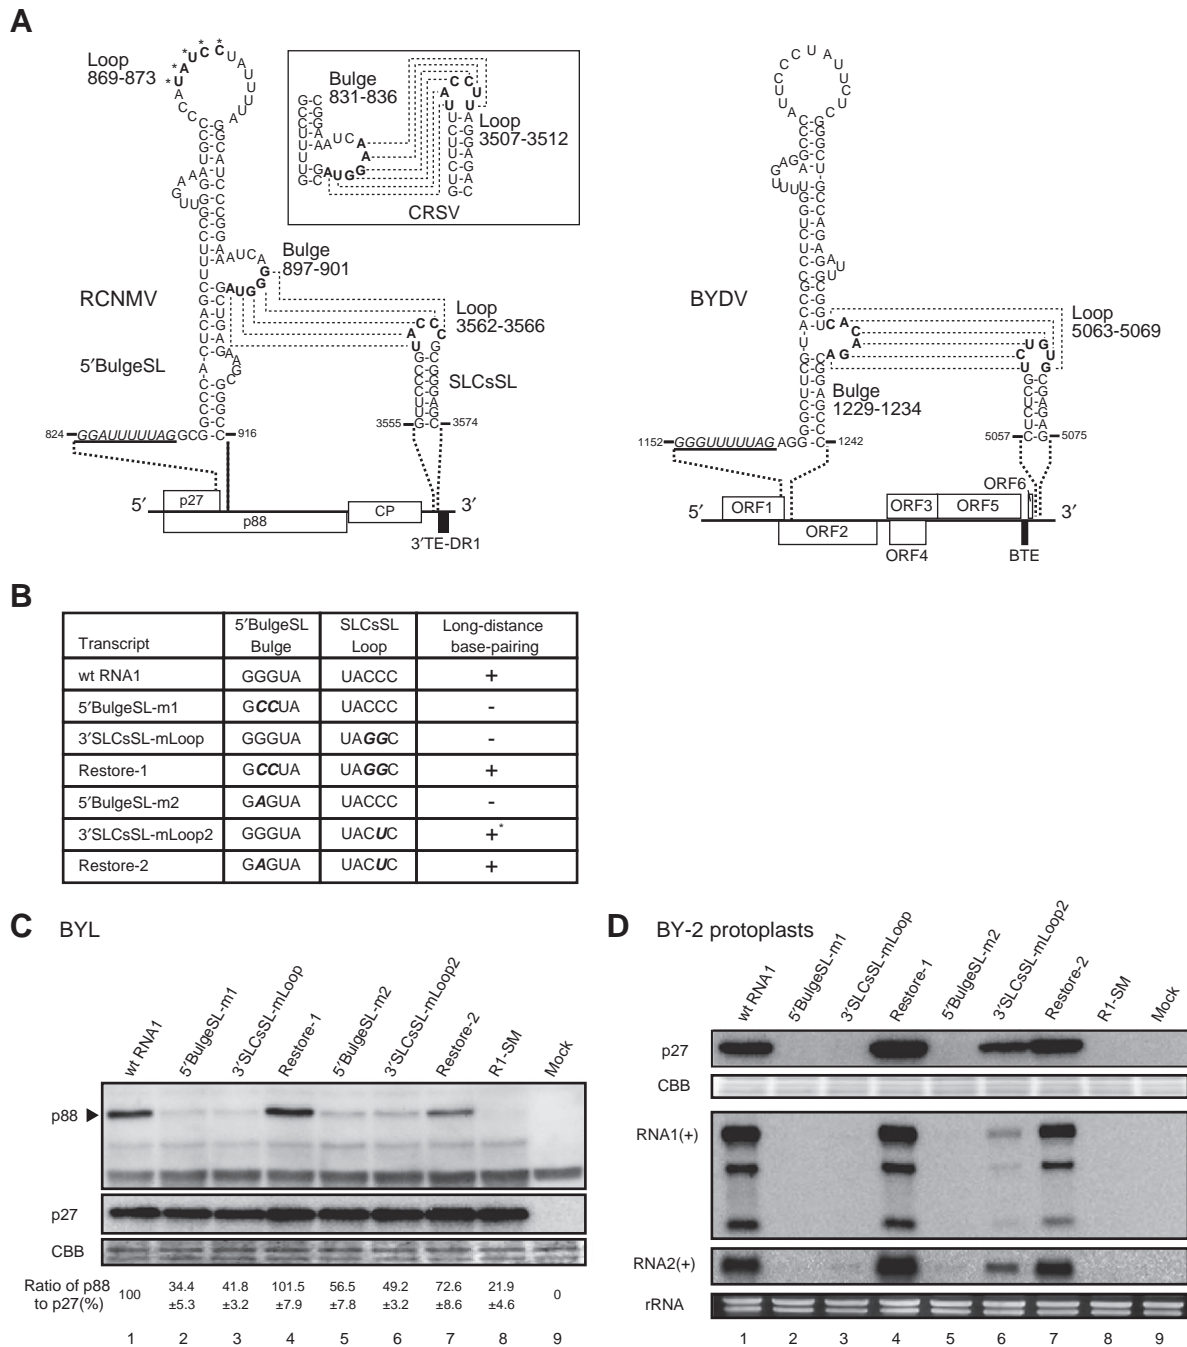 A
Loop
869-873
RCNMV
5′BulgeSL
Bulge
897-901
Loop
3562-3566
SLCsSL
824
GGAUUUUUAG
GCG
916
3555
3574
5′
p27
p88
CP
3′
3′TE-DR1
Bulge
831-836
Loop
3507-3512
CRSV
BYDV
Loop
5063-5069
Bulge
1229-1234
1152
GGGUUUUUAG
AGG
1242
5057
5075
5′
ORF1
ORF2
ORF3
ORF5
ORF4
ORF6
3′
BTE
B
Transcript
5′BulgeSL
Bulge
SLCsSL
Loop
Long-distance
base-pairing
wt RNA1 GGGUA UACCC +
5′BulgeSL-m1 GCCUA UACCC -
3′SLCsSL-mLoop GGGUA UAGGC -
Restore-1 GCCUA UAGGC +
5′BulgeSL-m2 GAGUA UACCC -
3′SLCsSL-mLoop2 GGGUA UACUC +*
Restore-2 GAGUA UACUC +
C BYL
wt RNA1
5′BulgeSL-m1
3′SLCsSL-mLoop
Restore-1
5′BulgeSL-m2
3′SLCsSL-mLoop2
Restore-2
R1-SM
Mock
p88
p27
CBB
Ratio of p88
to p27(%)
100 34.4 41.8 101.5 56.5 49.2 72.6 21.9 0
±5.3 ±3.2 ±7.9 ±7.8 ±3.2 ±8.6 ±4.6
1 2 3 4 5 6 7 8 9
D BY-2 protoplasts
wt RNA1
5′BulgeSL-m1
3′SLCsSL-mLoop
Restore-1
5′BulgeSL-m2
3′SLCsSL-mLoop2
Restore-2
R1-SM
Mock
p27
CBB
RNA1(+)
RNA2(+)
rRNA
1 2 3 4 5 6 7 8 9